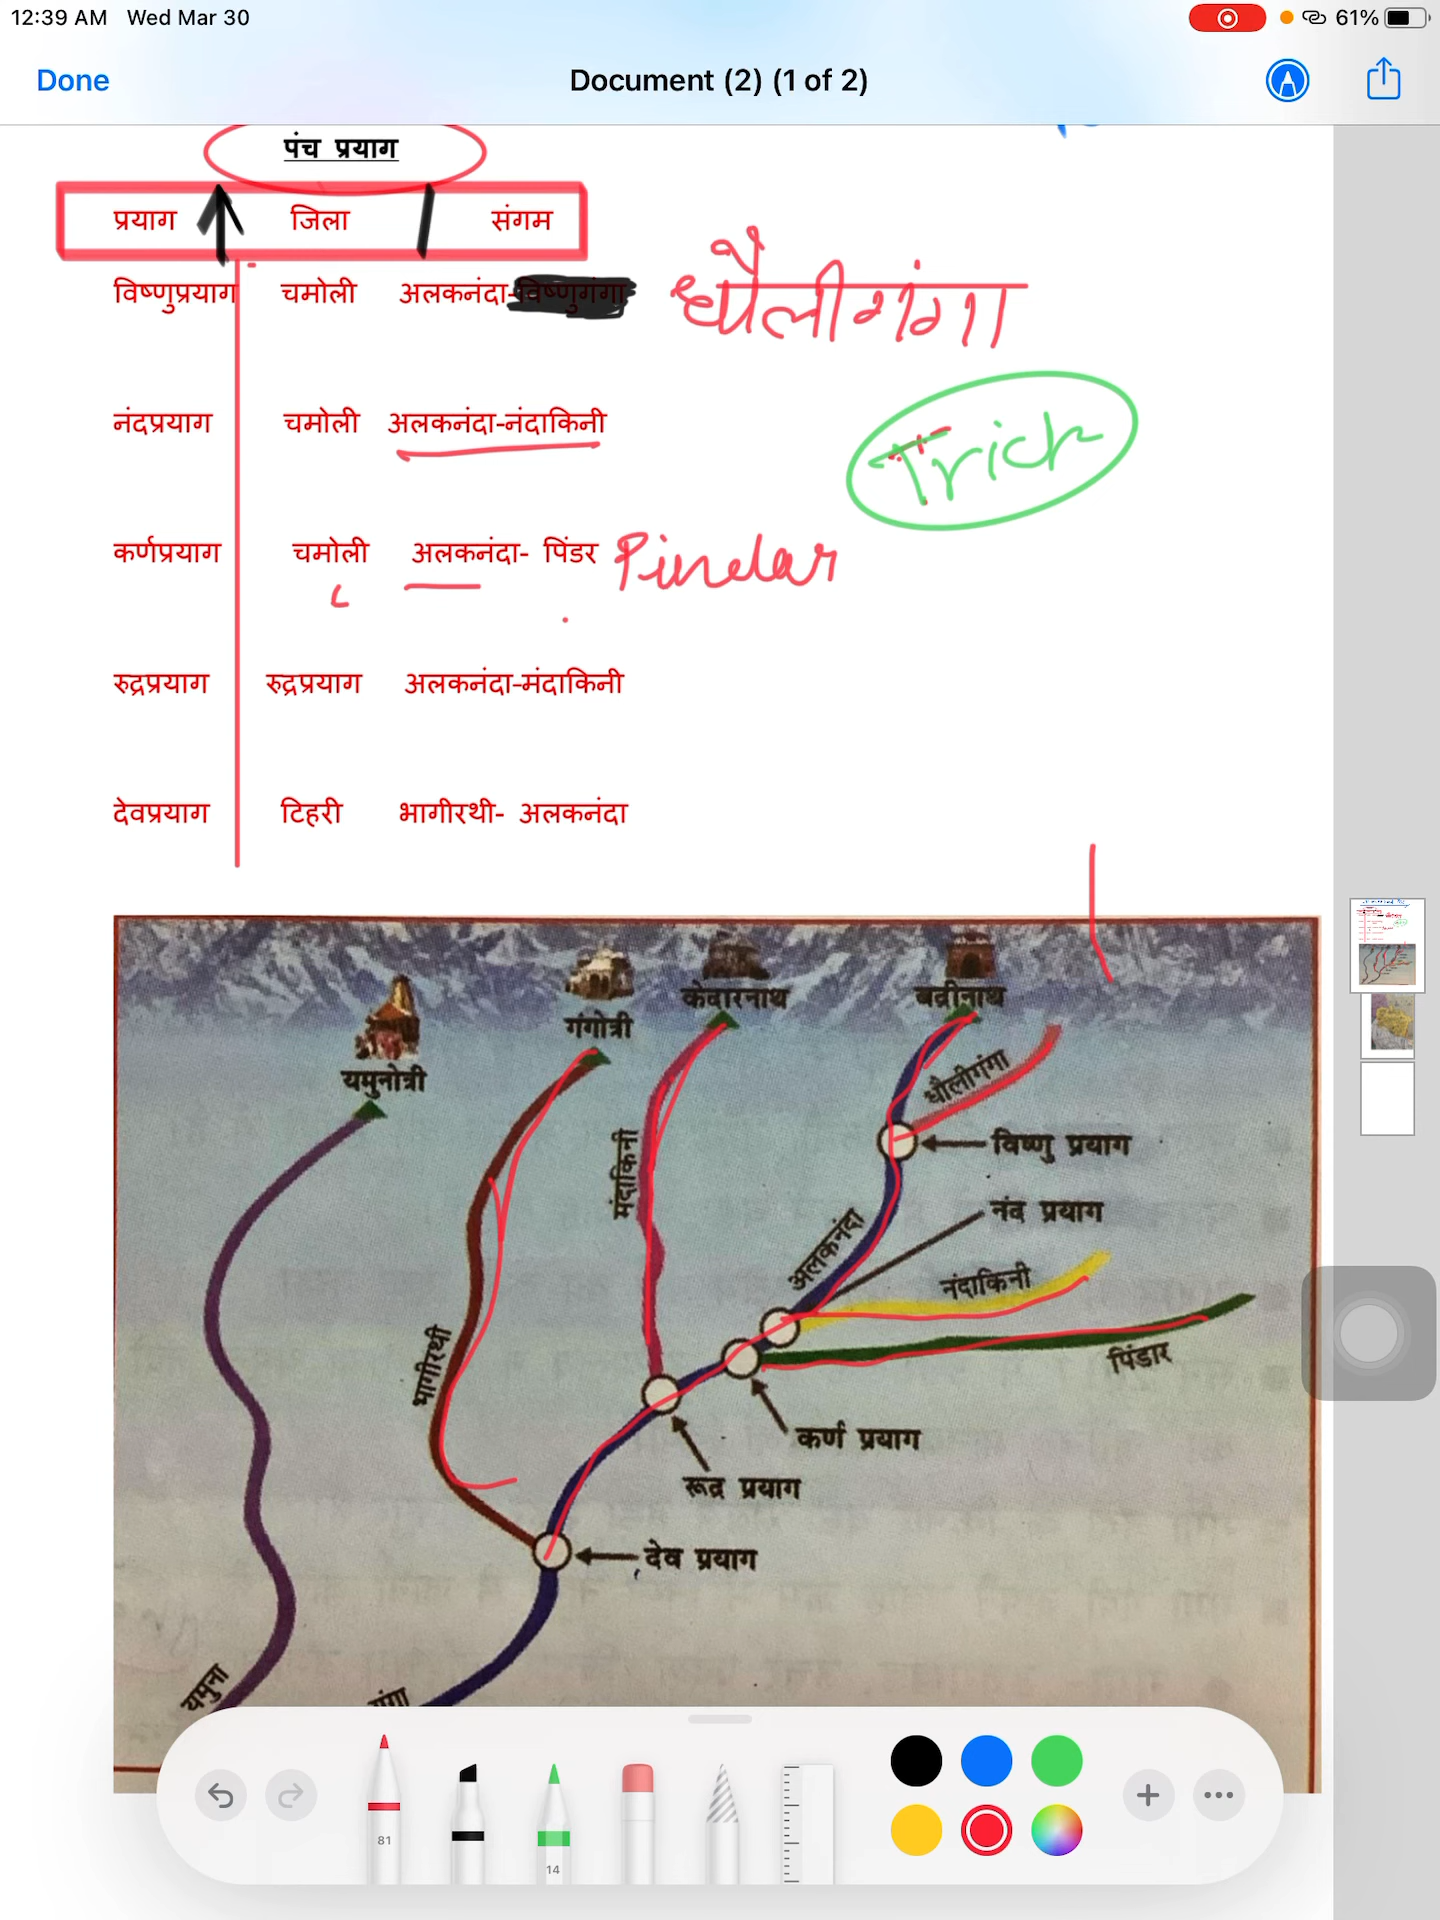 12:39 AM Wed Mar 30 61%
Done Document (2) (1 of 2)
पंच प्रयाग
प्रयाग जिला संगम
विष्णुप्रयाग चमोली अलकनंदा-विष्णुगंगा धौलीगंगा
नंदप्रयाग चमोली अलकनंदा-नंदाकिनी
Trick
कर्णप्रयाग चमोली अलकनंदा- पिंडर Pindar
रुद्रप्रयाग रुद्रप्रयाग अलकनंदा-मंदाकिनी
देवप्रयाग टिहरी भागीरथी- अलकनंदा
केदारनाथ बद्रीनाथ
गंगोत्री
यमुनोत्री
धौलीगंगा
विष्णु प्रयाग
मंदाकिनी
नंद प्रयाग
अलकनंदा
नंदाकिनी
पिंडार
भागीरथी
कर्ण प्रयाग
रूद्र प्रयाग
देव प्रयाग
यमुना
81
14